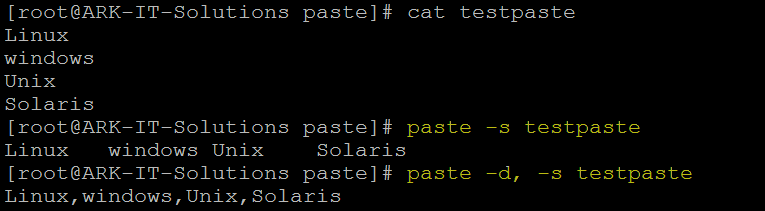 [root@ARK-IT-Solutions paste]# cat testpaste
Linux
windows
Unix
Solaris
[root@ARK-IT-Solutions paste]# paste -s testpaste
Linux   windows Unix    Solaris
[root@ARK-IT-Solutions paste]# paste -d, -s testpaste
Linux,windows,Unix,Solaris